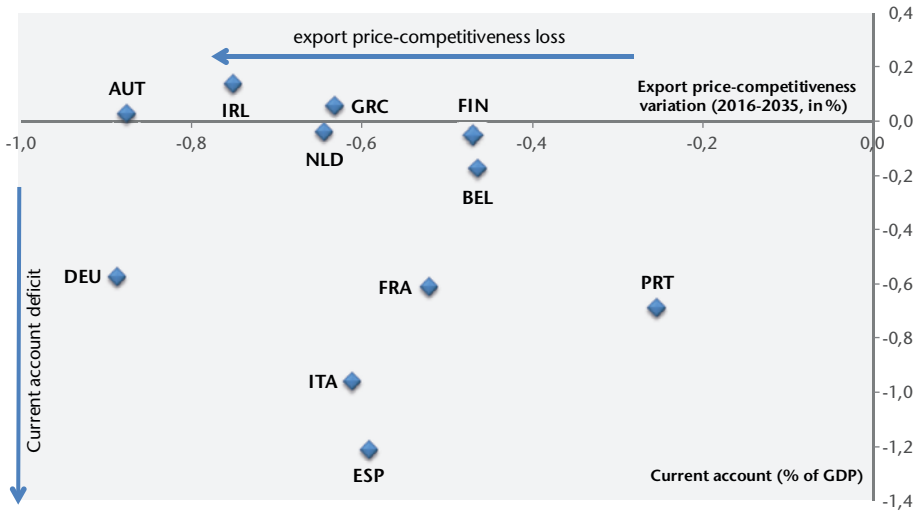 0,4
export price-competitiveness loss
0,2
AUT
Export price-competitiveness
variation (2016-2035, in %)
IRL
GRC
FIN
0,0
-1,0
-0,8
-0,6
-0,4
-0,2
0,0
NLD
-0,2
BEL
-0,4
DEU
FRA
PRT
-0,6
-0,8
Current account deficit
ITA
-1,0
-1,2
ESP
Current account (% of GDP)
-1,4